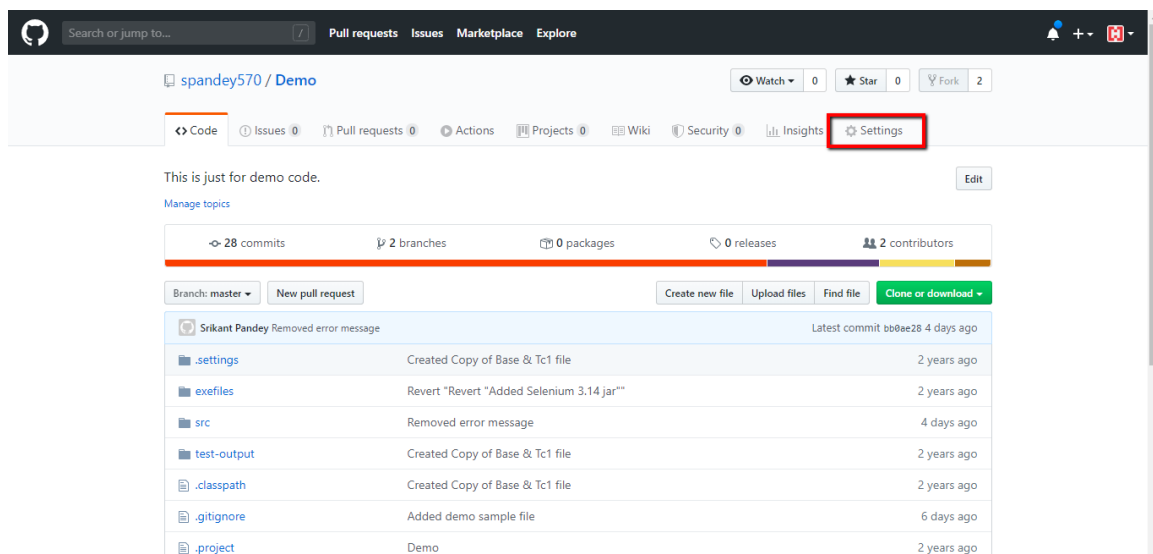 Search or jump to... / Pull requests Issues Marketplace Explore
spandey570 / Demo Watch 0 Star 0 Fork 2
Code Issues 0 Pull requests 0 Actions Projects 0 Wiki Security 0 Insights Settings
This is just for demo code. Edit
Manage topics
28 commits 2 branches 0 packages 0 releases 2 contributors
Branch: master New pull request Create new file Upload files Find file Clone or download
Srikant Pandey Removed error message Latest commit bb0ae28 4 days ago
.settings Created Copy of Base & Tc1 file 2 years ago
exefiles Revert "Revert "Added Selenium 3.14 jar"" 2 years ago
src Removed error message 4 days ago
test-output Created Copy of Base & Tc1 file 2 years ago
.classpath Created Copy of Base & Tc1 file 2 years ago
.gitignore Added demo sample file 6 days ago
.project Demo 2 years ago